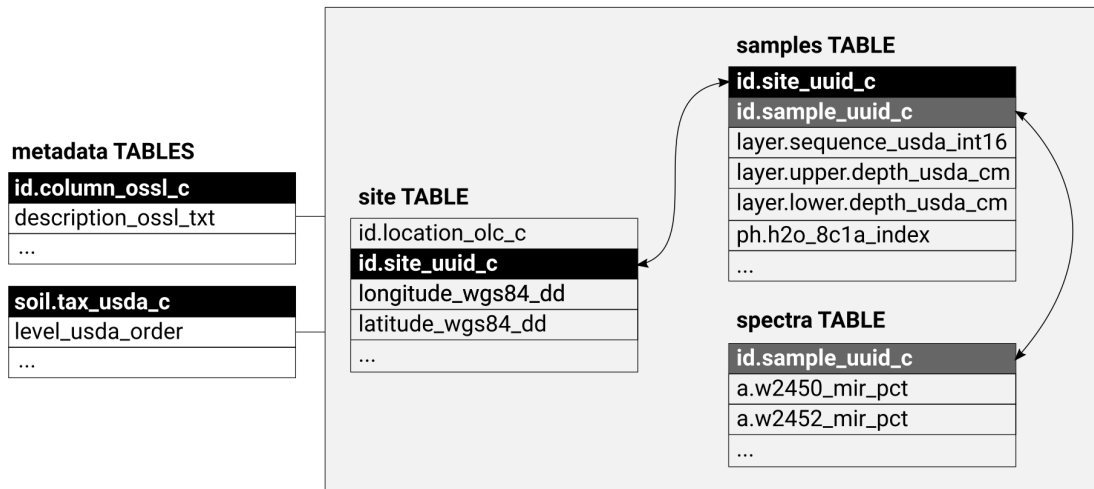 metadata TABLES
id.column_ossl_c
description_ossl_txt
...
soil.tax_usda_c
level_usda_order
...
site TABLE
id.location_olc_c
id.site_uuid_c
longitude_wgs84_dd
latitude_wgs84_dd
...
samples TABLE
id.site_uuid_c
id.sample_uuid_c
layer.sequence_usda_int16
layer.upper.depth_usda_cm
layer.lower.depth_usda_cm
ph.h2o_8c1a_index
...
spectra TABLE
id.sample_uuid_c
a.w2450_mir_pct
a.w2452_mir_pct
...